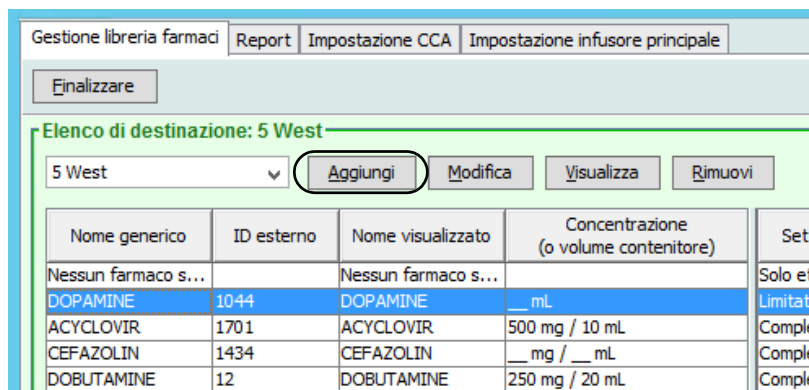 Gestione libreria farmaci Report Impostazione CCA Impostazione infusore principale
Finalizzare
Elenco di destinazione: 5 West
5 West Aggiungi Modifica Visualizza Rimuovi
Nome generico ID esterno Nome visualizzato Concentrazione (o volume contenitore) Set
Nessun farmaco s... Nessun farmaco s... Solo et
DOPAMINE 1044 DOPAMINE __ mL Limitat
ACYCLOVIR 1701 ACYCLOVIR 500 mg / 10 mL Comple
CEFAZOLIN 1434 CEFAZOLIN __ mg / __ mL Comple
DOBUTAMINE 12 DOBUTAMINE 250 mg / 20 mL Comple